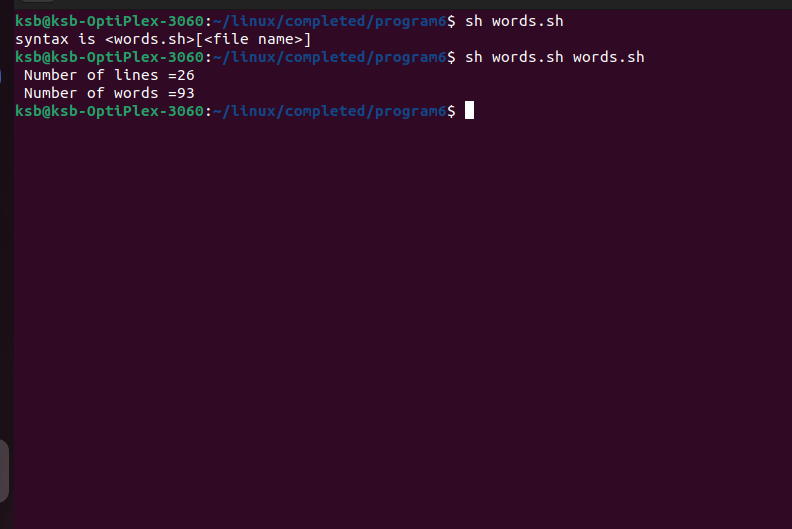 ksb@ksb-OptiPlex-3060:~/linux/completed/program6$ sh words.sh
syntax is <words.sh>[<file name>]
ksb@ksb-OptiPlex-3060:~/linux/completed/program6$ sh words.sh words.sh
 Number of lines =26
 Number of words =93
ksb@ksb-OptiPlex-3060:~/linux/completed/program6$